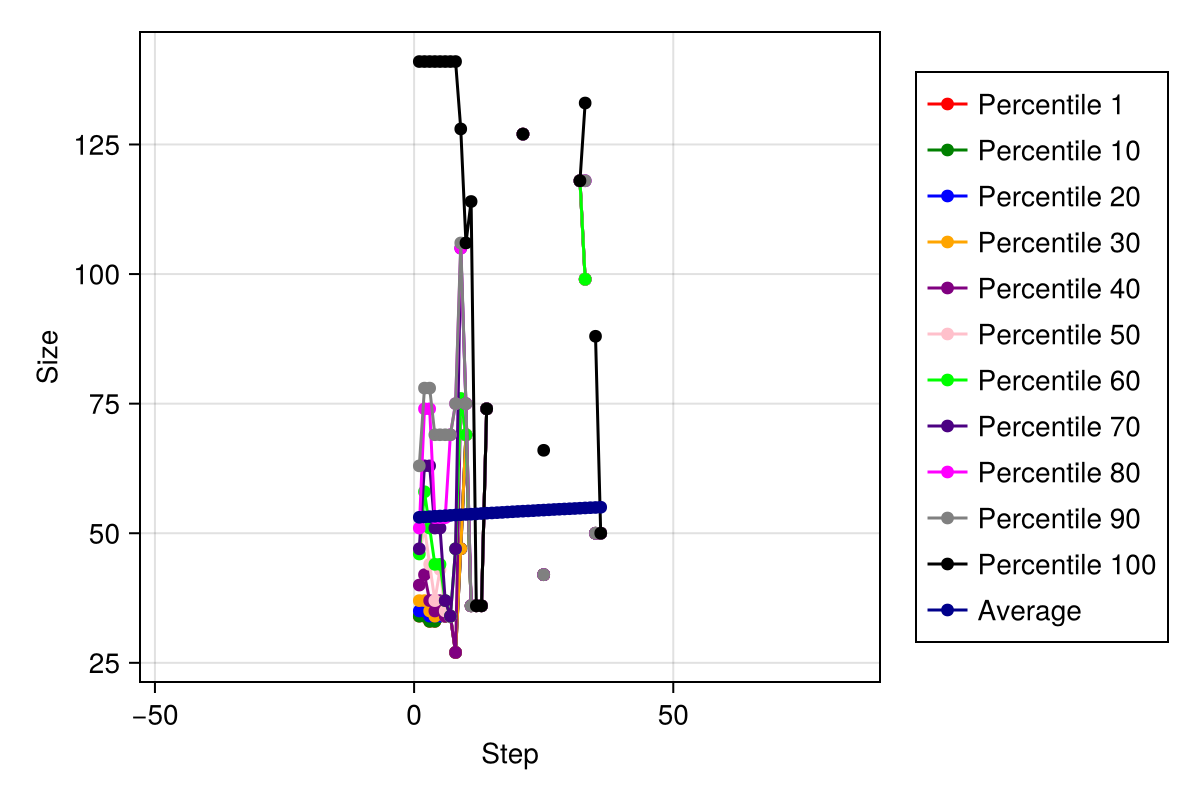 125
100
75
50
25
−50
0
50
Size
Step
Percentile 1
Percentile 10
Percentile 20
Percentile 30
Percentile 40
Percentile 50
Percentile 60
Percentile 70
Percentile 80
Percentile 90
Percentile 100
Average